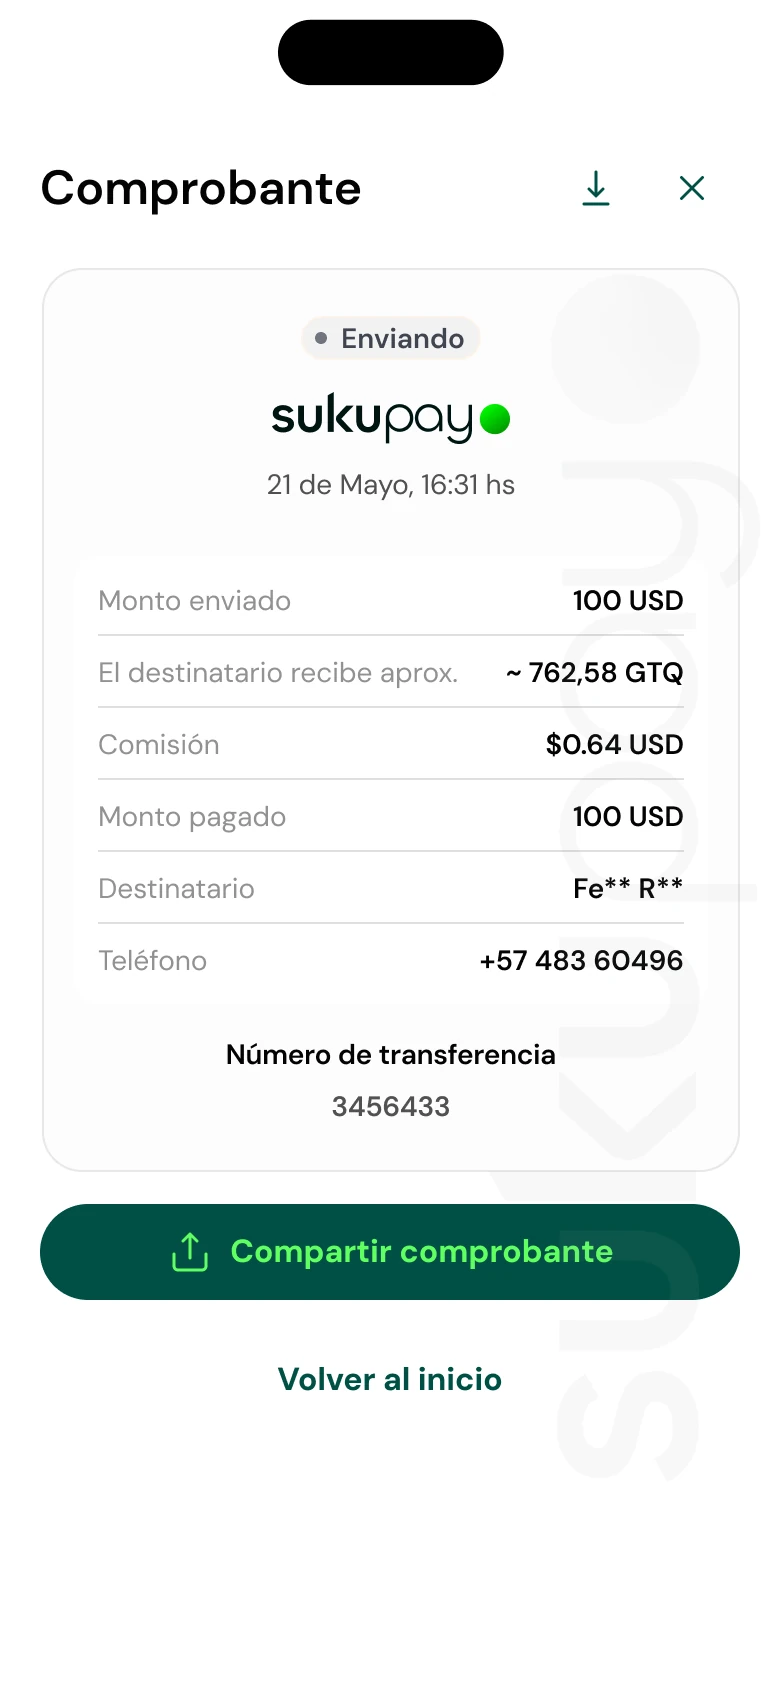 Comprobante
Enviando
sukupay
21 de Mayo, 16:31 hs
Monto enviado 100 USD
El destinatario recibe aprox. ~ 762,58 GTQ
Comisión $0.64 USD
Monto pagado 100 USD
Destinatario Fe** R**
Teléfono +57 483 60496
Número de transferencia
3456433
Compartir comprobante
Volver al inicio
sukupay